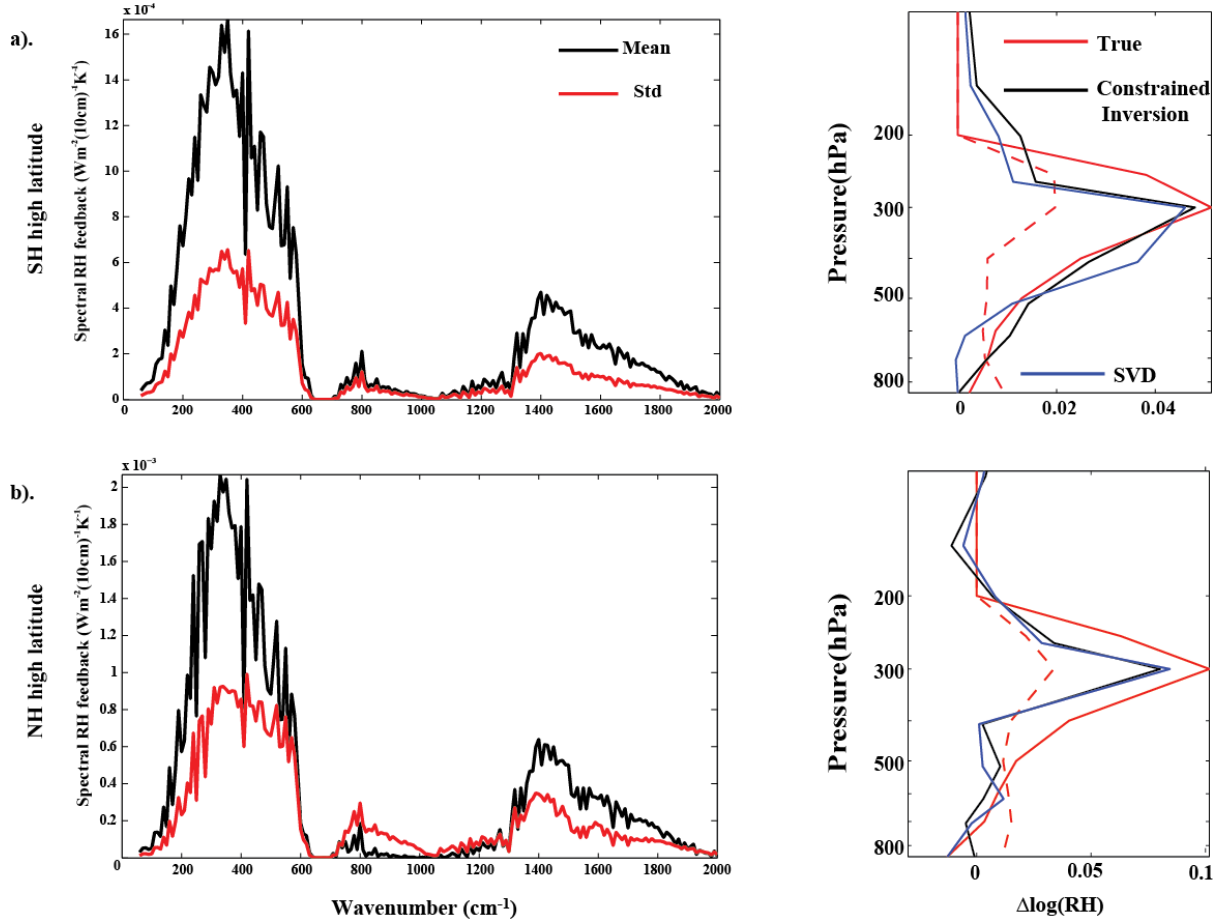 a).
SH high latitude
Spectral RH feedback (Wm⁻²(10cm)⁻¹K⁻¹)
x 10⁻⁴
16
14
12
10
8
6
4
2
0
0 200 400 600 800 1000 1200 1400 1600 1800 2000
Mean
Std
Pressure(hPa)
200
300
500
800
0 0.02 0.04
True
Constrained
Inversion
SVD
b).
NH high latitude
Spectral RH feedback (Wm⁻²(10cm)⁻¹K⁻¹)
x 10⁻³
2
1.8
1.6
1.4
1.2
1
0.8
0.6
0.4
0.2
0
200 400 600 800 1000 1200 1400 1600 1800 2000
Wavenumber (cm⁻¹)
Pressure(hPa)
200
300
500
800
0 0.05 0.1
Δlog(RH)